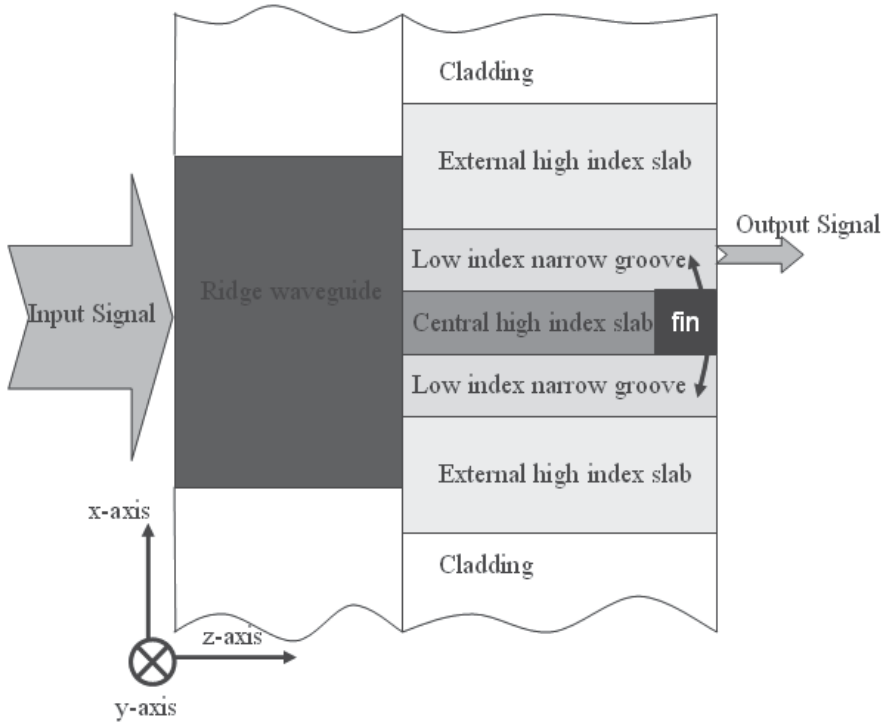 Cladding
External high index slab
Output Signal
Low index narrow groove
Ridge waveguide
Input Signal
Central high index slab
fin
Low index narrow groove
External high index slab
x-axis
Cladding
z-axis
y-axis